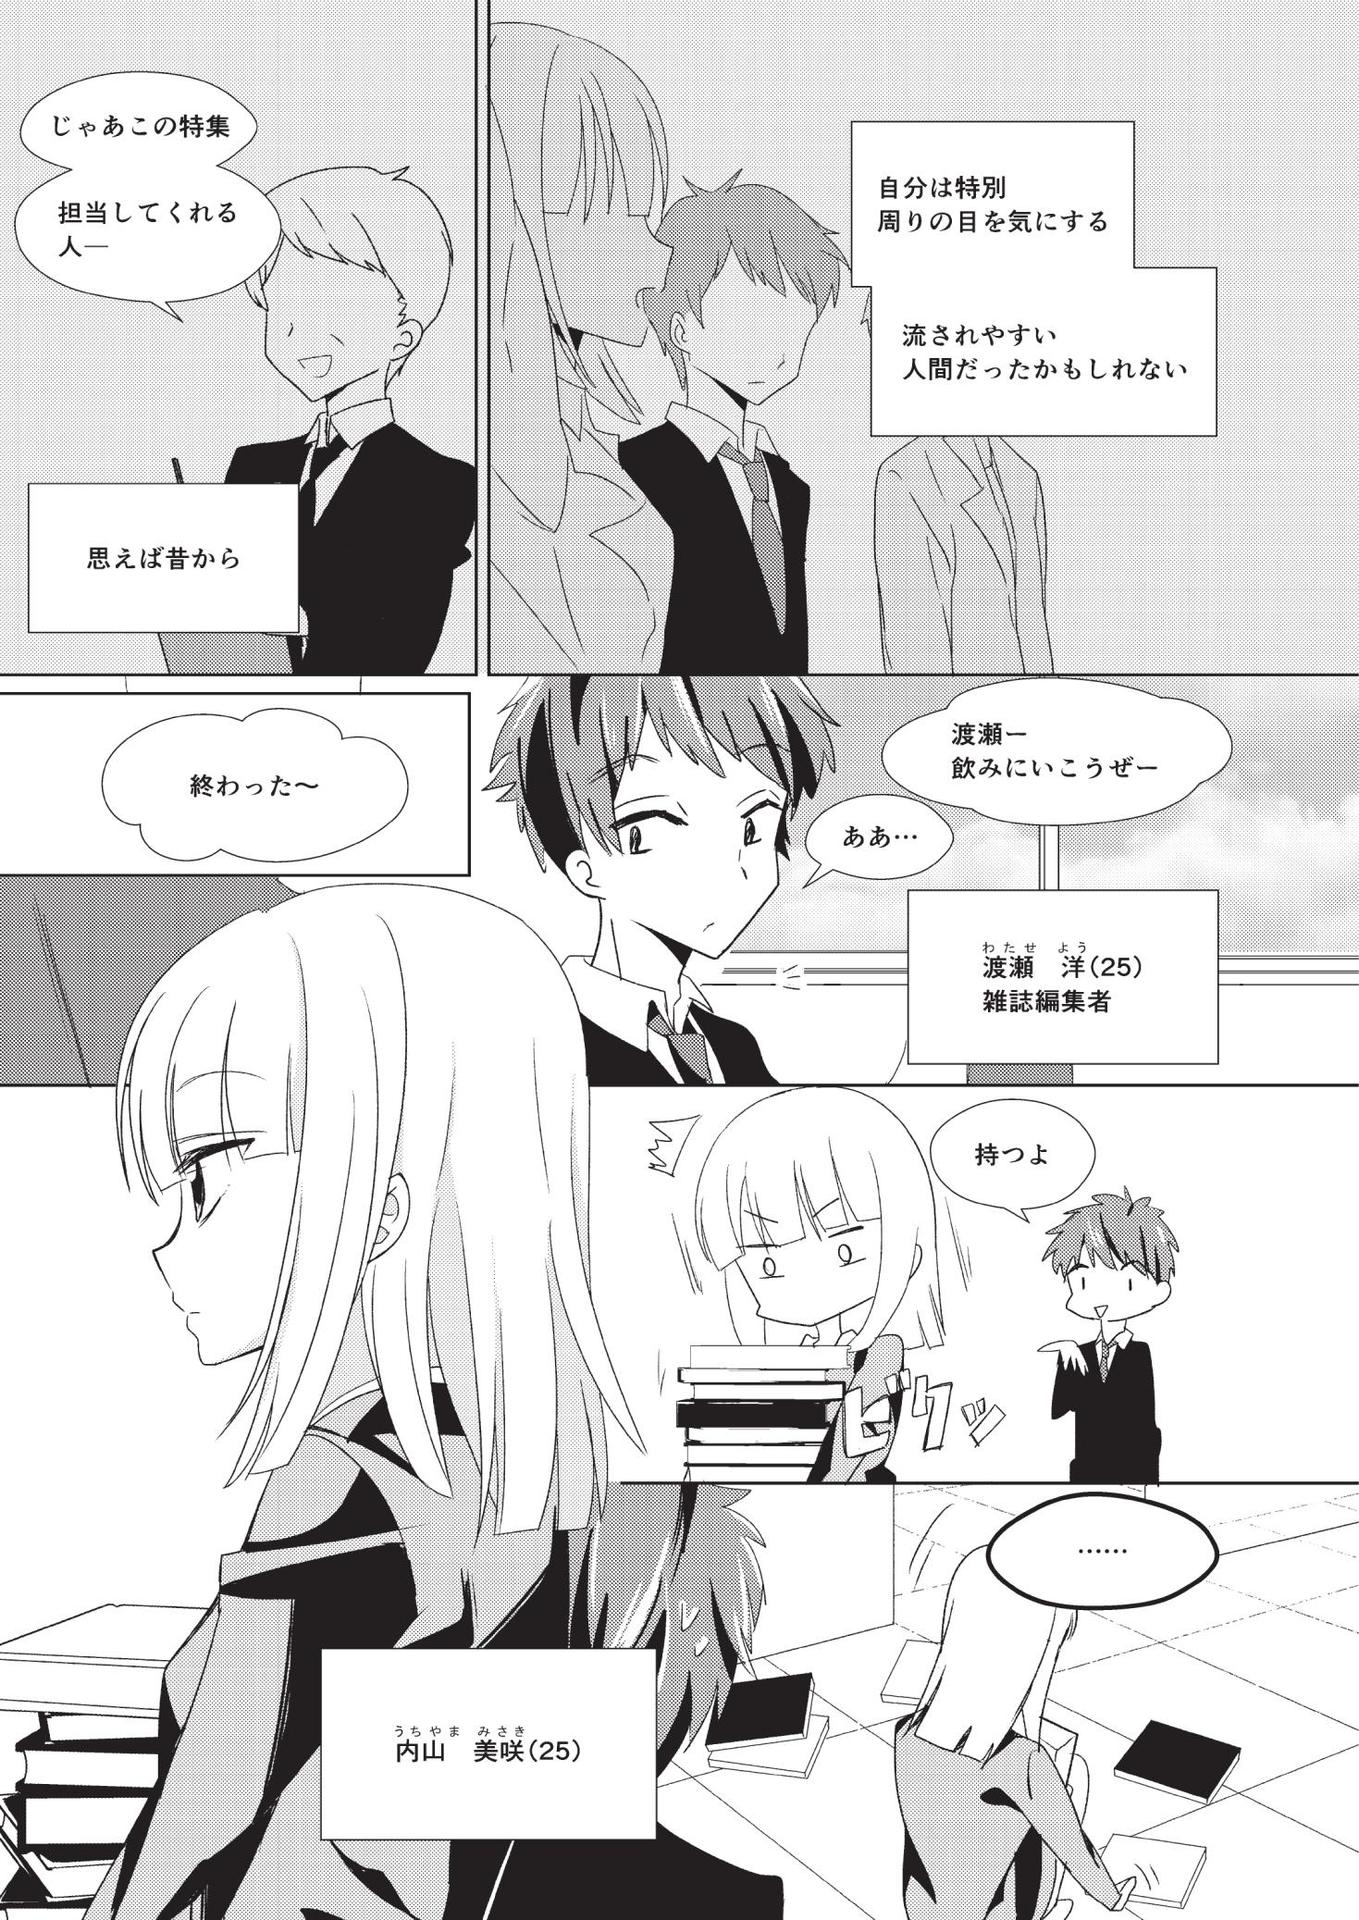 じゃあこの特集
担当してくれる
人―
思えば昔から
自分は特別
周りの目を気にする
流されやすい
人間だったかもしれない
終わった～
渡瀬ー
飲みにいこうぜー
ああ…
わたせ よう
渡瀬 洋(25)
雑誌編集者
持つよ
ビクッ
……
うちやま みさき
内山 美咲(25)